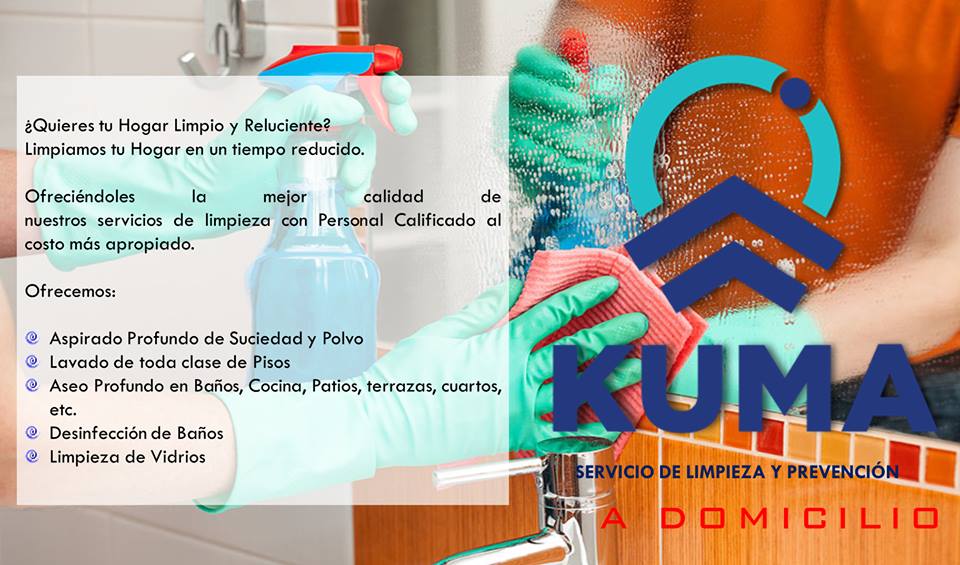 ¿Quieres tu Hogar Limpio y Reluciente?
Limpiamos tu Hogar en un tiempo reducido.
Ofreciéndoles la mejor calidad de
nuestros servicios de limpieza con Personal Calificado al
costo más apropiado.
Ofrecemos:
Aspirado Profundo de Suciedad y Polvo
Lavado de toda clase de Pisos
Aseo Profundo en Baños, Cocina, Patios, terrazas, cuartos,
etc.
Desinfección de Baños
Limpieza de Vidrios
KUMA
SERVICIO DE LIMPIEZA Y PREVENCIÓN
A DOMICILIO